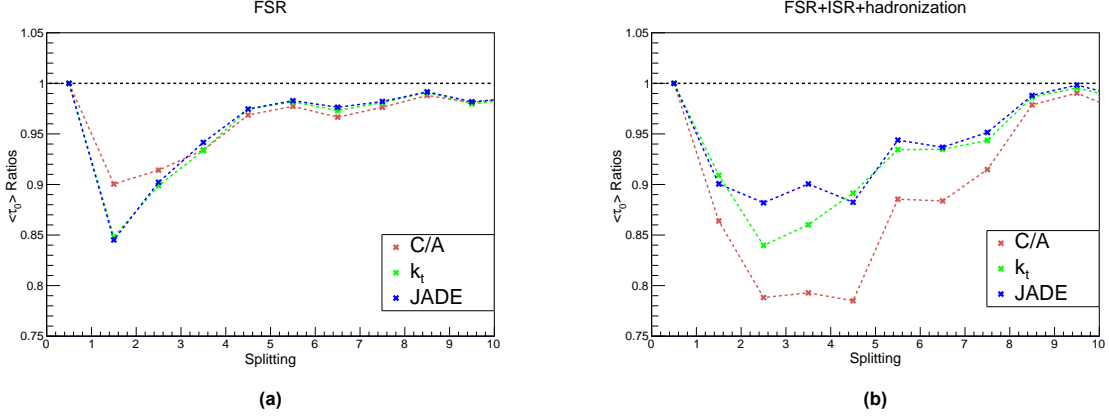 FSR
<τ₀> Ratios
1.05
1
0.95
0.9
0.85
0.8
0.75
C/A
kₜ
JADE
0 1 2 3 4 5 6 7 8 9 10
Splitting
(a)
FSR+ISR+hadronization
<τ₀> Ratios
1.05
1
0.95
0.9
0.85
0.8
0.75
C/A
kₜ
JADE
0 1 2 3 4 5 6 7 8 9 10
Splitting
(b)